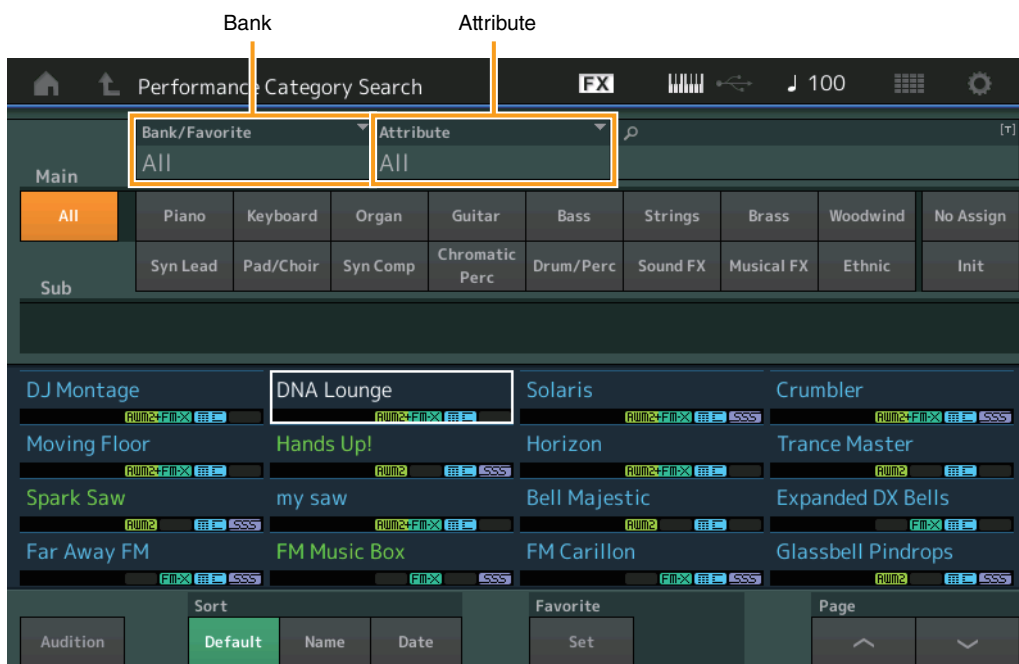 Bank Attribute
Performance Category Search FX ♩ 100
Bank/Favorite Attribute [T]
Main All All
All Piano Keyboard Organ Guitar Bass Strings Brass Woodwind No Assign
Syn Lead Pad/Choir Syn Comp Chromatic Perc Drum/Perc Sound FX Musical FX Ethnic Init
Sub
DJ Montage DNA Lounge Solaris Crumbler
AWM2+FM-X AWM2+FM-X AWM2+FM-X SSS AWM2+FM-X SSS
Moving Floor Hands Up! Horizon Trance Master
AWM2+FM-X AWM2 SSS AWM2+FM-X AWM2
Spark Saw my saw Bell Majestic Expanded DX Bells
AWM2 SSS AWM2+FM-X AWM2 FM-X
Far Away FM FM Music Box FM Carillon Glassbell Pindrops
FM-X SSS FM-X SSS FM-X SSS AWM2 SSS
Sort Favorite Page
Audition Default Name Date Set